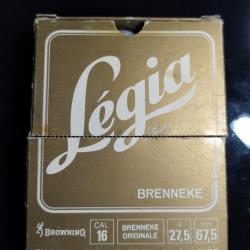 Légia
BRENNEKE
BROWNING
CAL
16
BRENNEKE
ORIGINALE
27,5
67,5